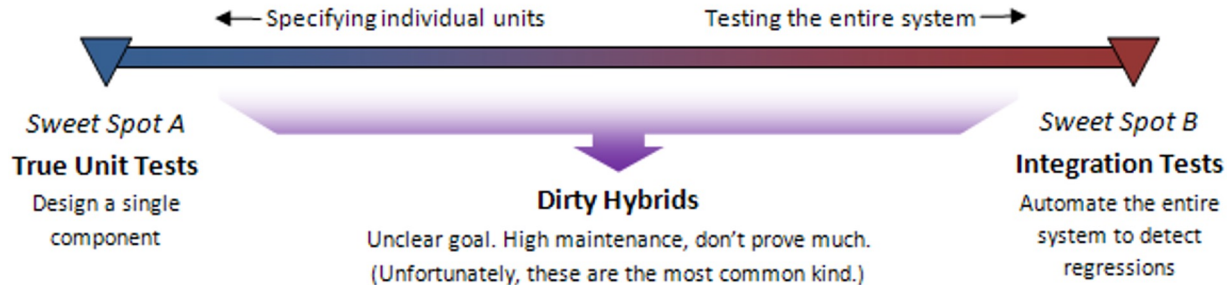 Specifying individual units
Testing the entire system
Sweet Spot A
True Unit Tests
Design a single
component
Dirty Hybrids
Unclear goal. High maintenance, don't prove much.
(Unfortunately, these are the most common kind.)
Sweet Spot B
Integration Tests
Automate the entire
system to detect
regressions